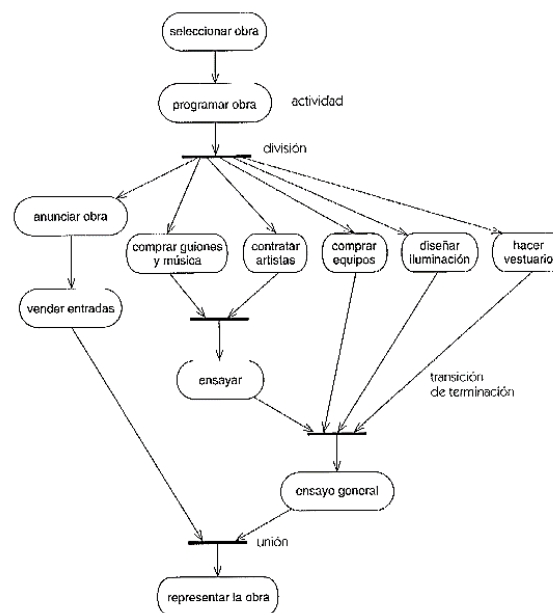 seleccionar obra
programar obra
actividad
división
anunciar obra
comprar guiones
y música
contratar
artistas
comprar
equipos
diseñar
iluminación
hacer
vestuario
vender entradas
ensayar
transición
de terminación
ensayo general
unión
representar la obra